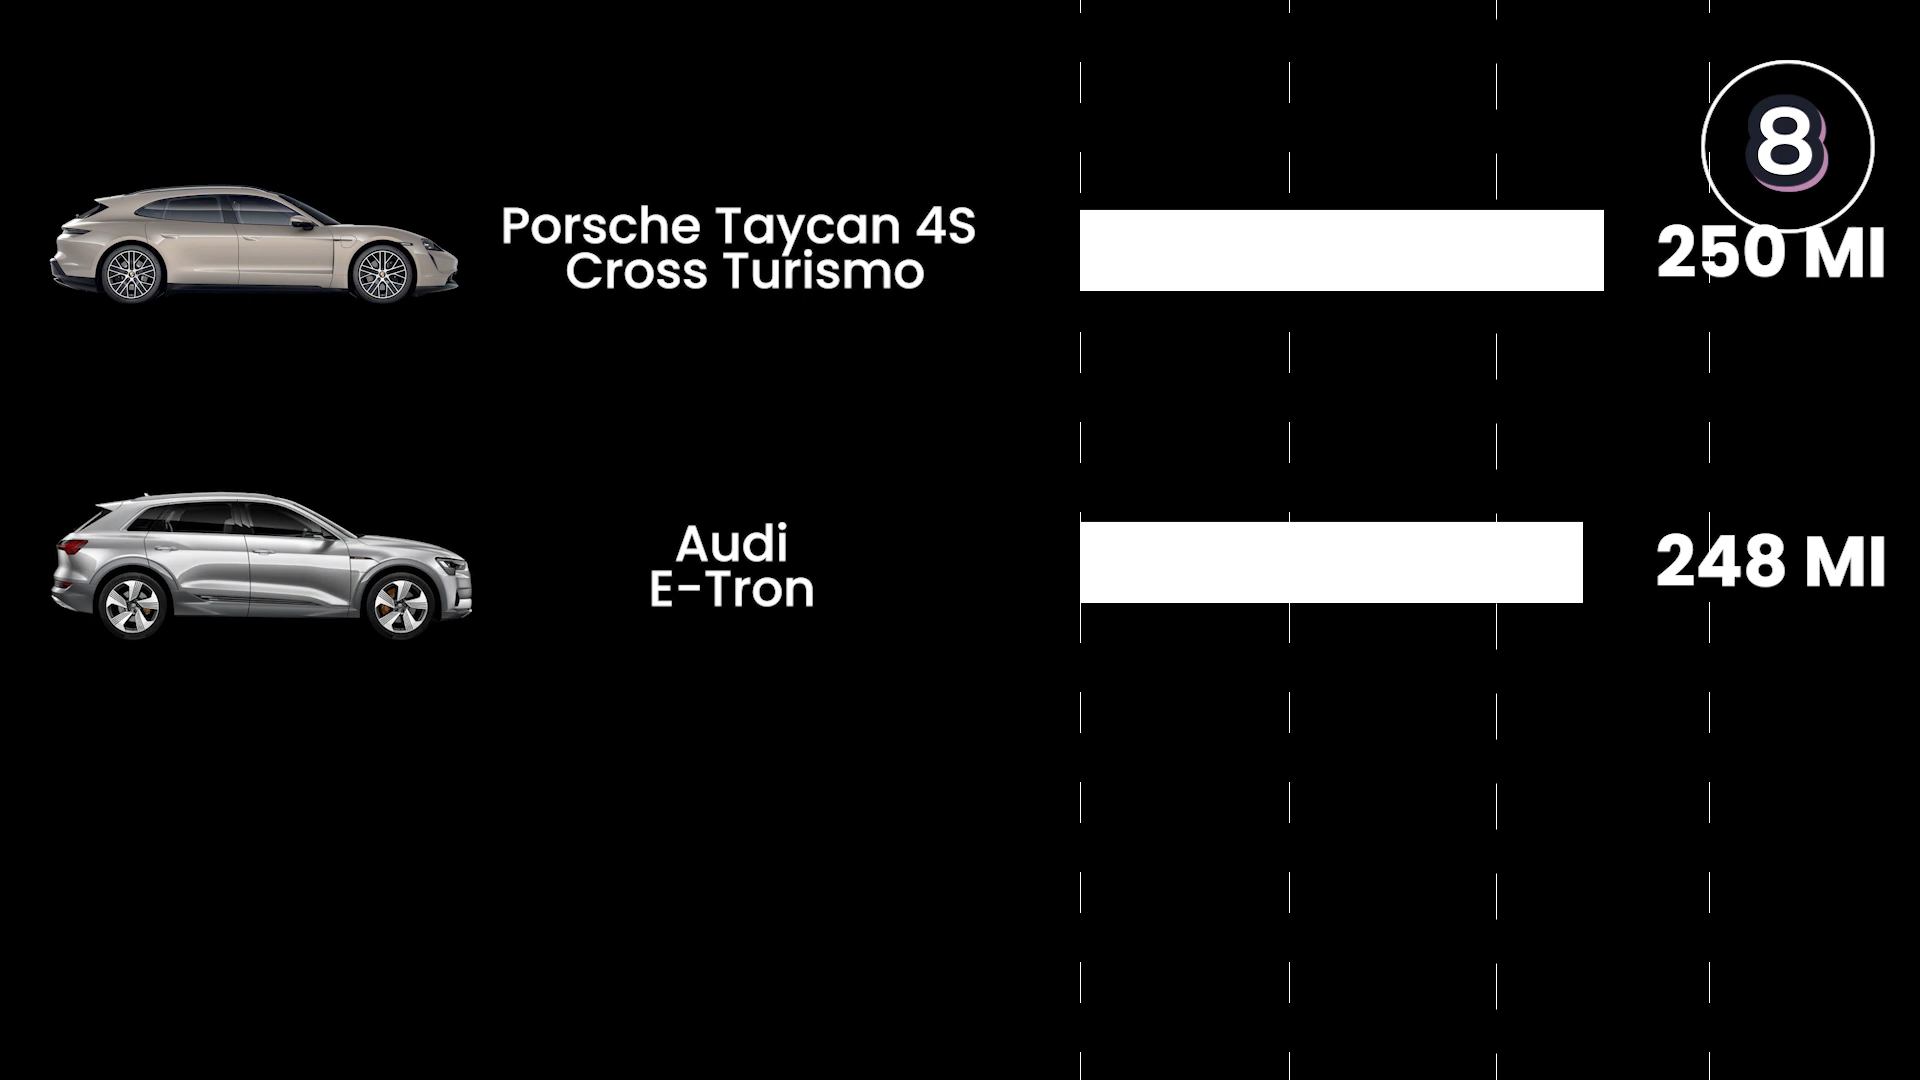 8
Porsche Taycan 4S
Cross Turismo
250 MI
Audi
E-Tron
248 MI